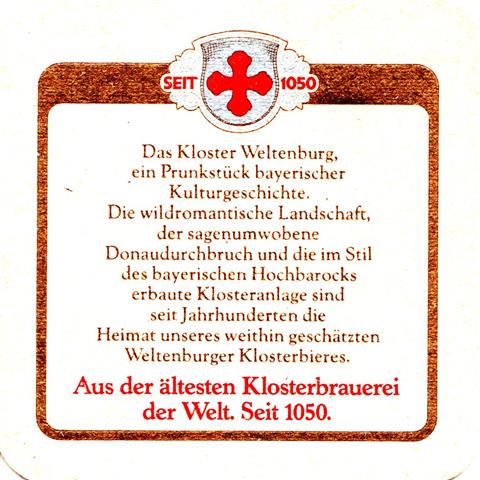 SEIT 1050
Das Kloster Weltenburg,
ein Prunkstück bayerischer
Kulturgeschichte.
Die wildromantische Landschaft,
der sagenumwobene
Donaudurchbruch und die im Stil
des bayerischen Hochbarocks
erbaute Klosteranlage sind
seit Jahrhunderten die
Heimat unseres weithin geschätzten
Weltenburger Klosterbieres.
Aus der ältesten Klosterbrauerei
der Welt. Seit 1050.